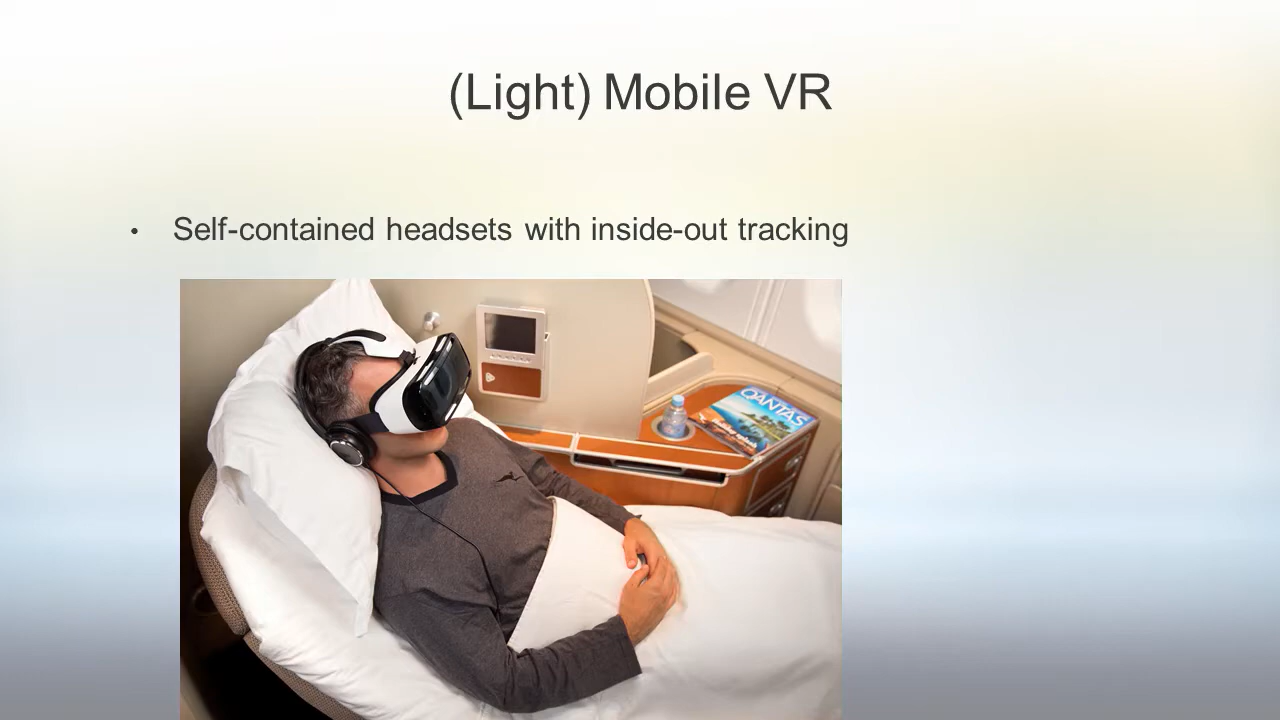 (Light) Mobile VR
• Self-contained headsets with inside-out tracking
QANTAS